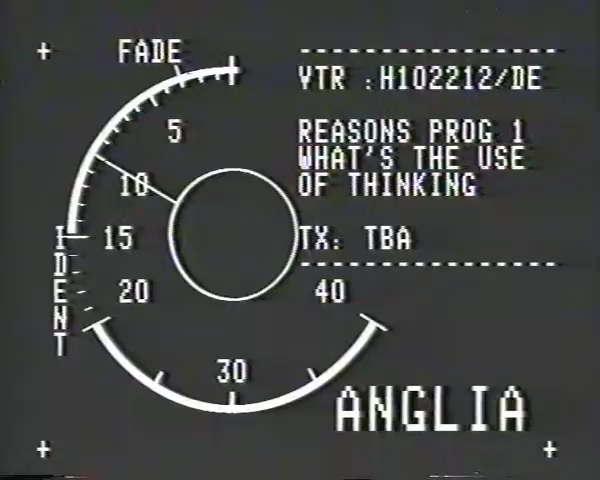 FADE
----------------
VTR :H102212/DE
5
REASONS PROG 1
WHAT'S THE USE
10
OF THINKING
IDENT
15
TX: TBA
----------------
20
40
30
ANGLIA